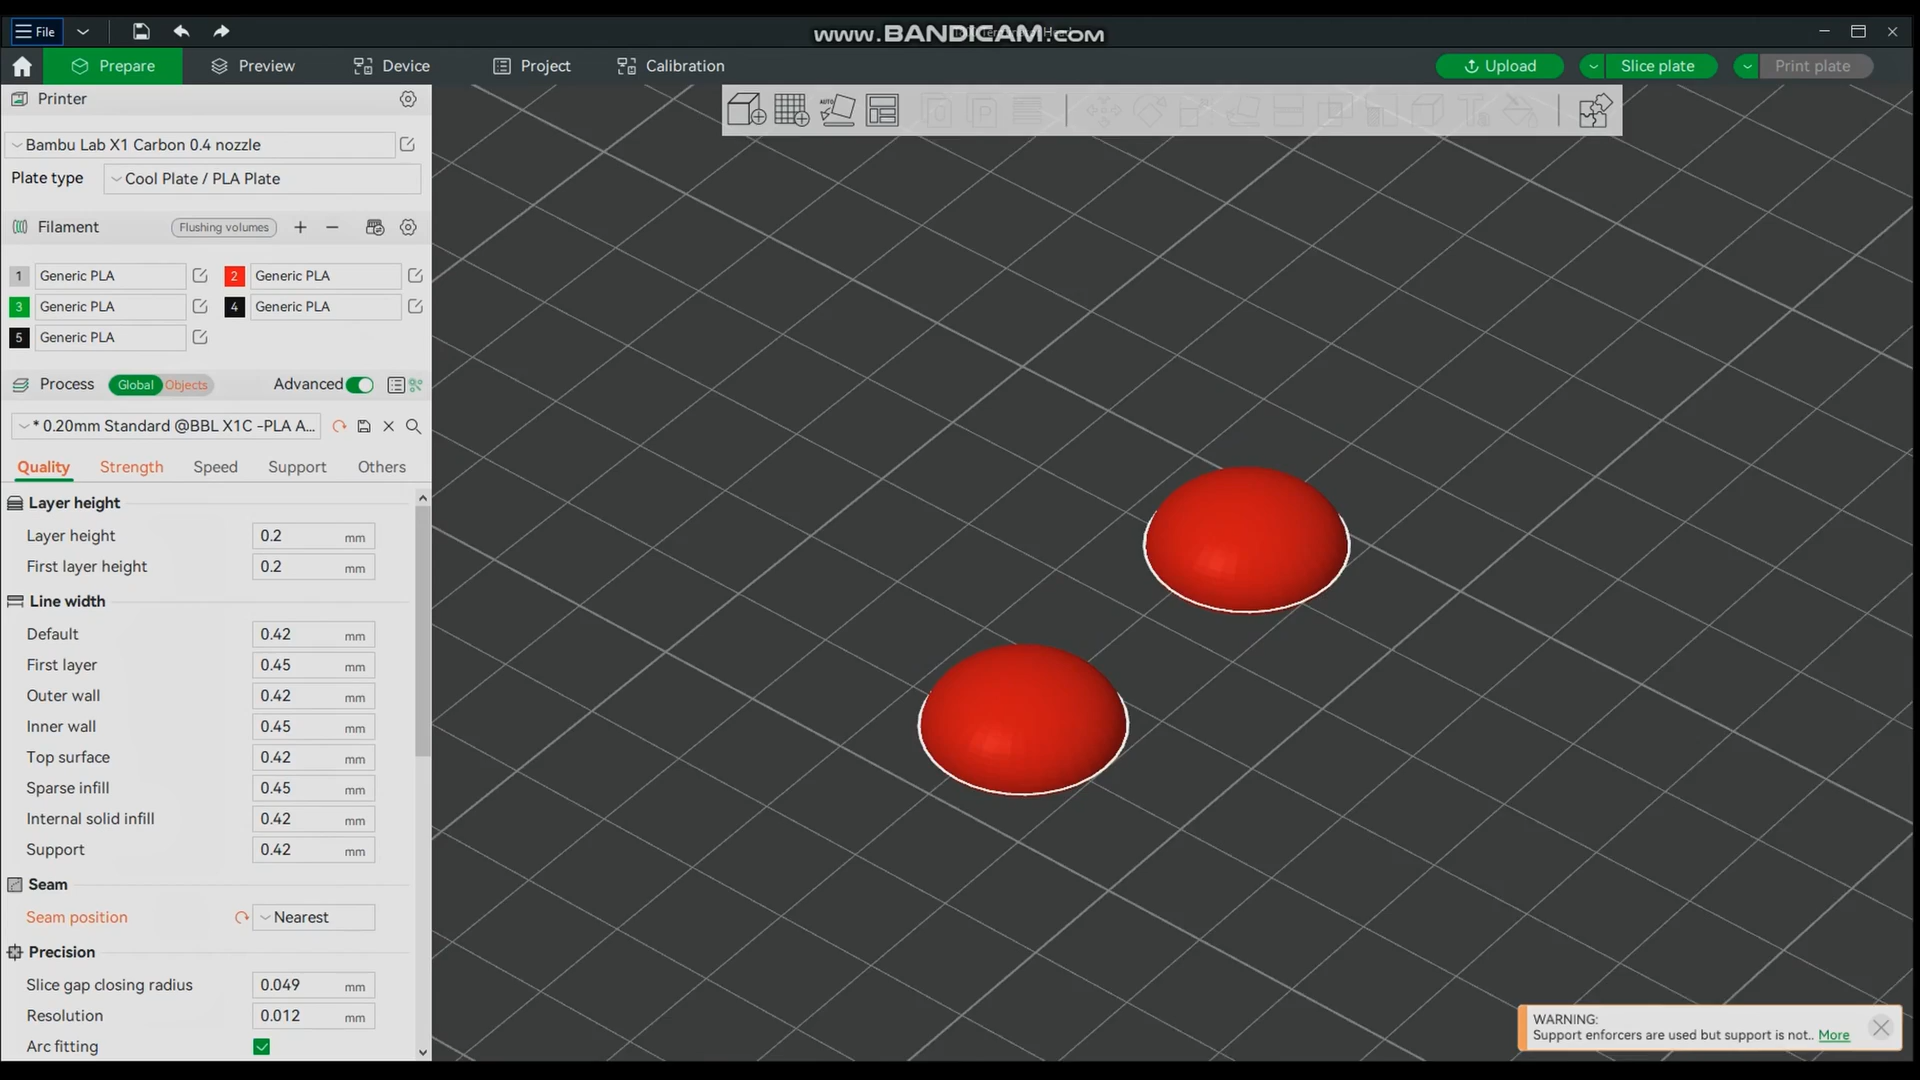 File
www.BANDICAM.com
Prepare
Preview
Device
Project
Calibration
Upload
Slice plate
Print plate
Printer
Bambu Lab X1 Carbon 0.4 nozzle
Plate type
Cool Plate / PLA Plate
Filament
Flushing volumes
1 Generic PLA
2 Generic PLA
3 Generic PLA
4 Generic PLA
5 Generic PLA
Process
Global
Objects
Advanced
* 0.20mm Standard @BBL X1C -PLA A...
Quality
Strength
Speed
Support
Others
Layer height
Layer height 0.2 mm
First layer height 0.2 mm
Line width
Default 0.42 mm
First layer 0.45 mm
Outer wall 0.42 mm
Inner wall 0.45 mm
Top surface 0.42 mm
Sparse infill 0.45 mm
Internal solid infill 0.42 mm
Support 0.42 mm
Seam
Seam position Nearest
Precision
Slice gap closing radius 0.049 mm
Resolution 0.012 mm
Arc fitting
AUTO
WARNING:
Support enforcers are used but support is not.. More